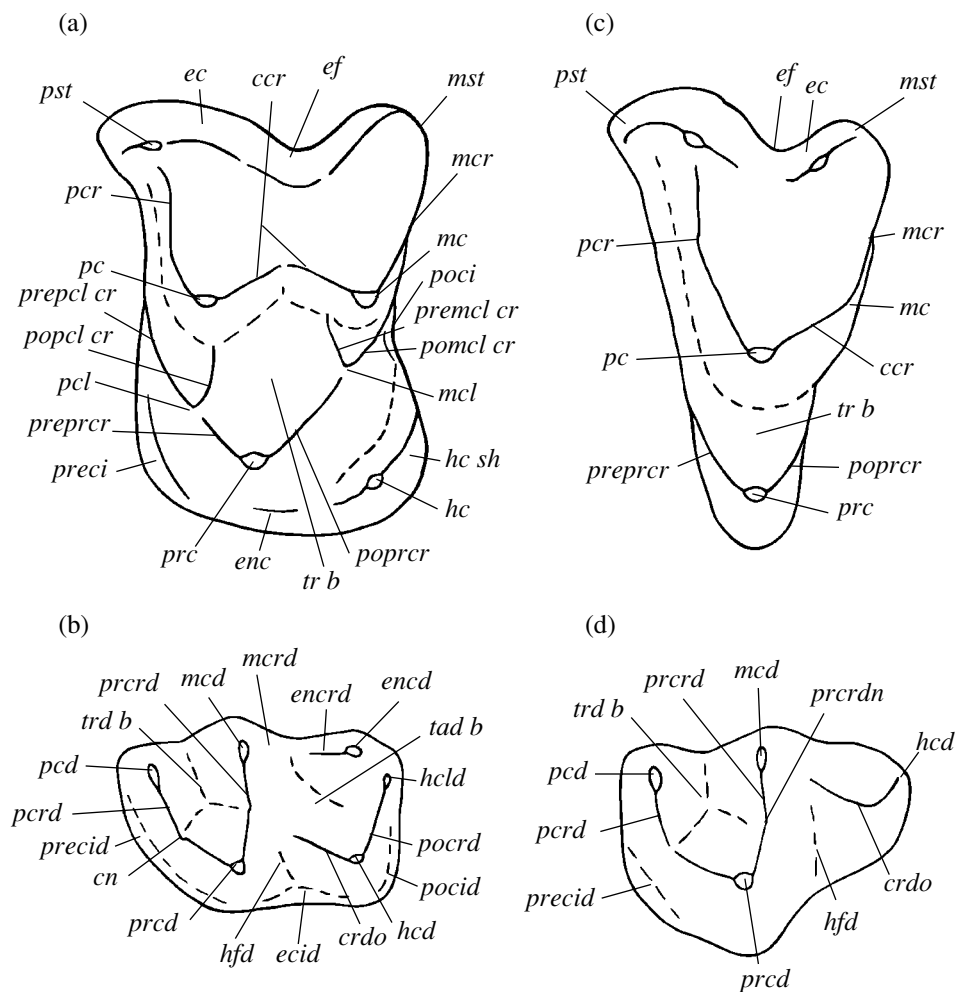 (a)
pst
ec
ccr
ef
mst
pcr
mcr
mc
pc
poci
prepcl cr
premcl cr
popcl cr
pomcl cr
pcl
mcl
preprcr
preci
hc sh
hc
prc
enc
tr b
poprcr
(c)
pst
ef
ec
mst
pcr
mcr
mc
pc
ccr
tr b
preprcr
poprcr
prc
(b)
mcrd
prcrd
mcd
encrd
encd
trd b
tad b
pcd
hcld
pcrd
precid
pocrd
cn
pocid
prcd
hfd
ecid
crdo
hcd
(d)
mcd
prcrd
prcrdn
trd b
hcd
pcd
pcrd
precid
crdo
hfd
prcd